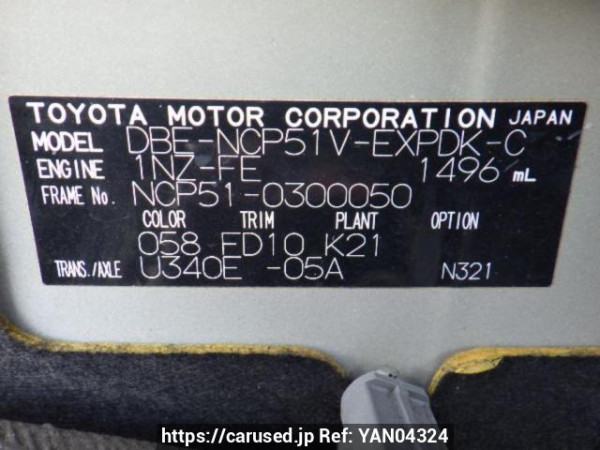 TOYOTA MOTOR CORPORATION JAPAN
MODEL DBE-NCP51V-EXPDK-C
ENGINE 1NZ-FE 1496 mL
FRAME No. NCP51-0300050
COLOR TRIM PLANT OPTION
058 FD10 K21
TRANS./AXLE U340E -05A N321
https://carused.jp Ref: YAN04324